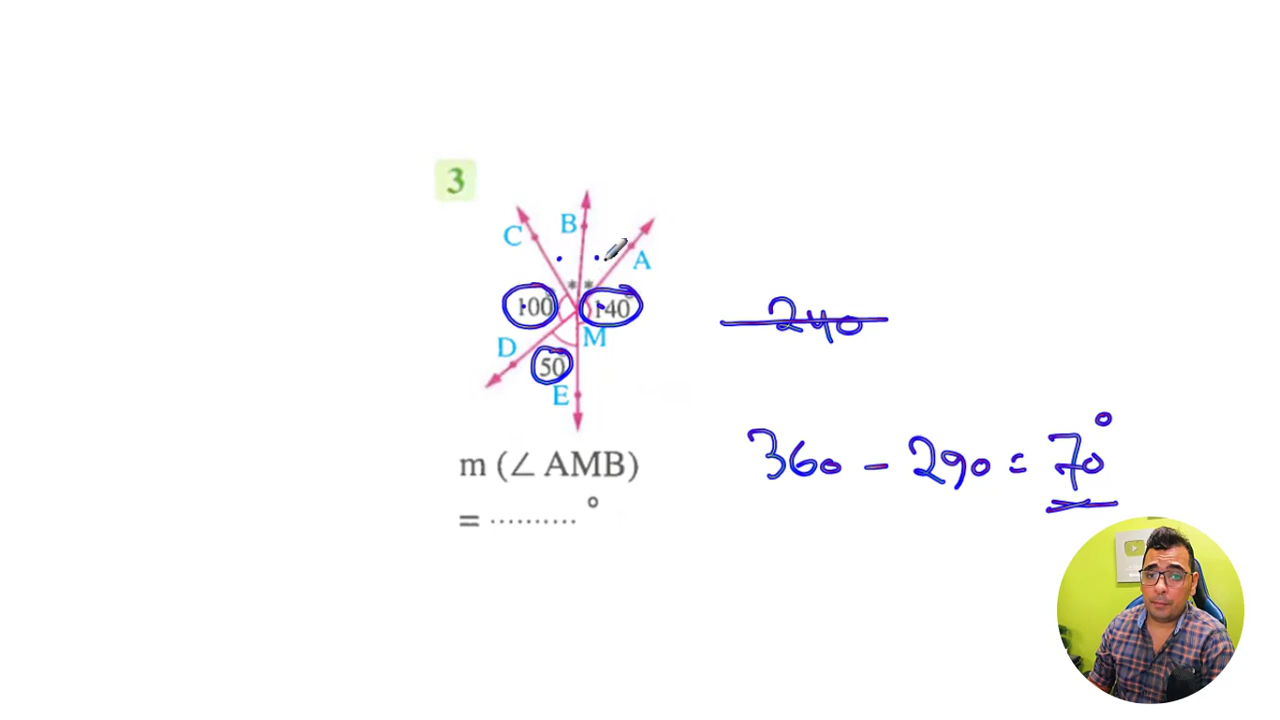 3
B
C
A
* *
100°
140°
M
D
50
E
240
360 - 290 = 70°
m (∠ AMB)
= .......... °